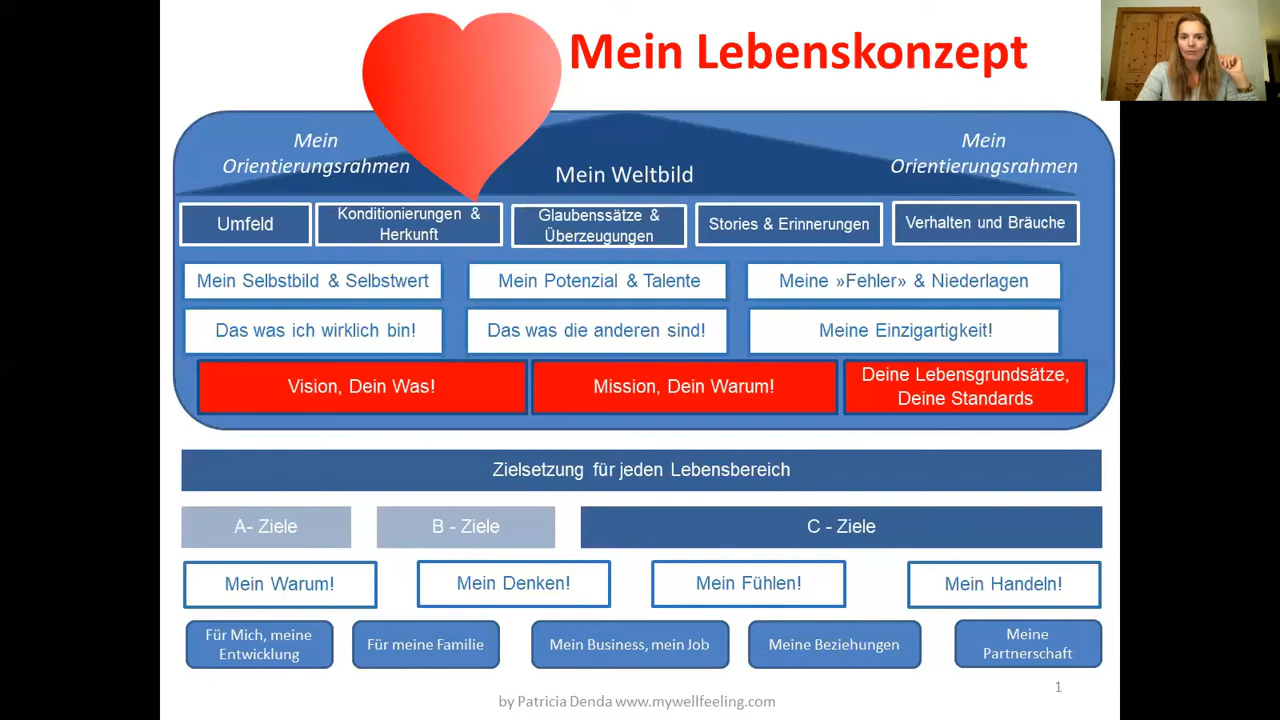 Mein Lebenskonzept
Mein
Orientierungsrahmen
Mein Weltbild
Mein
Orientierungsrahmen
Umfeld
Konditionierungen &
Herkunft
Glaubenssätze &
Überzeugungen
Stories & Erinnerungen
Verhalten und Bräuche
Mein Selbstbild & Selbstwert
Mein Potenzial & Talente
Meine »Fehler» & Niederlagen
Das was ich wirklich bin!
Das was die anderen sind!
Meine Einzigartigkeit!
Vision, Dein Was!
Mission, Dein Warum!
Deine Lebensgrundsätze,
Deine Standards
Zielsetzung für jeden Lebensbereich
A- Ziele
B - Ziele
C - Ziele
Mein Warum!
Mein Denken!
Mein Fühlen!
Mein Handeln!
Für Mich, meine
Entwicklung
Für meine Familie
Mein Business, mein Job
Meine Beziehungen
Meine
Partnerschaft
1
by Patricia Denda www.mywellfeeling.com